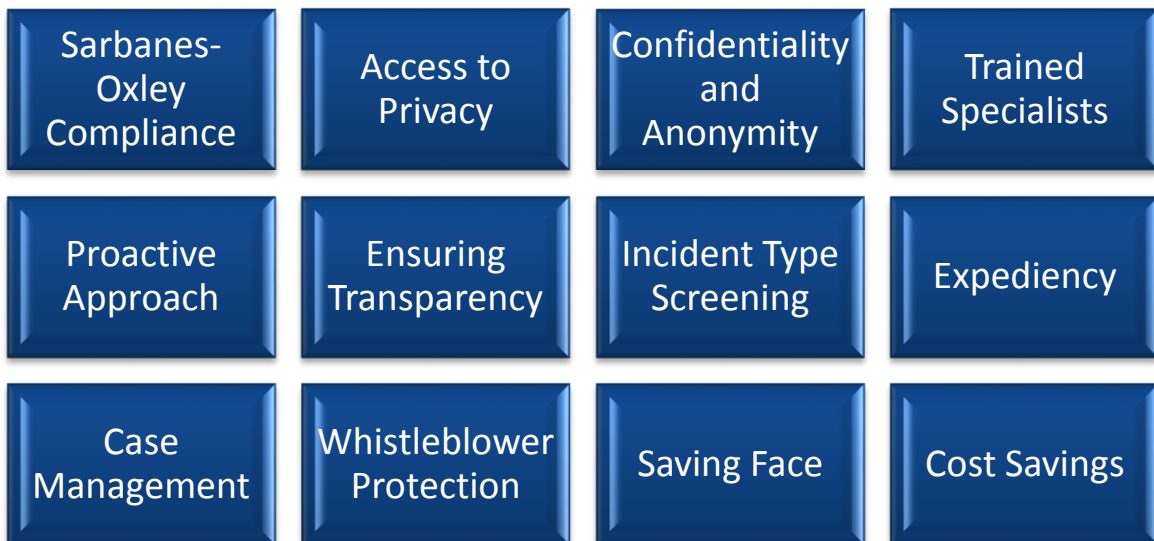 Sarbanes-
Oxley
Compliance
Access to
Privacy
Confidentiality
and
Anonymity
Trained
Specialists
Proactive
Approach
Ensuring
Transparency
Incident Type
Screening
Expediency
Case
Management
Whistleblower
Protection
Saving Face
Cost Savings